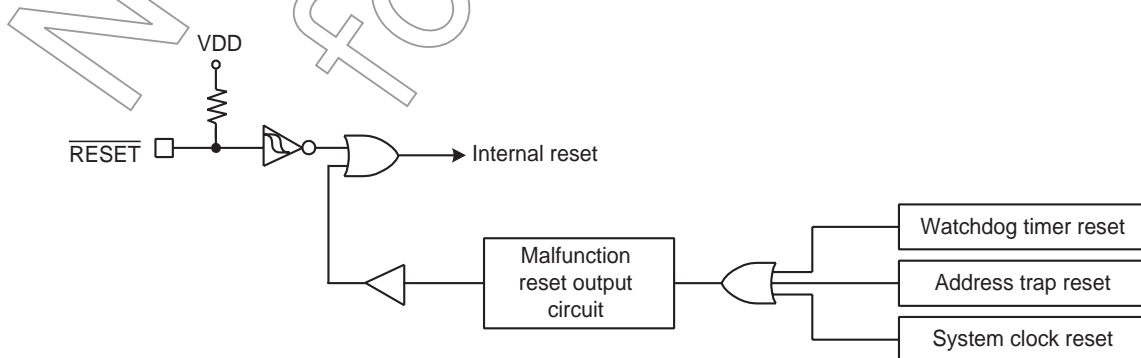 VDD
RESET
Internal reset
Watchdog timer reset
Malfunction
reset output
circuit
Address trap reset
System clock reset